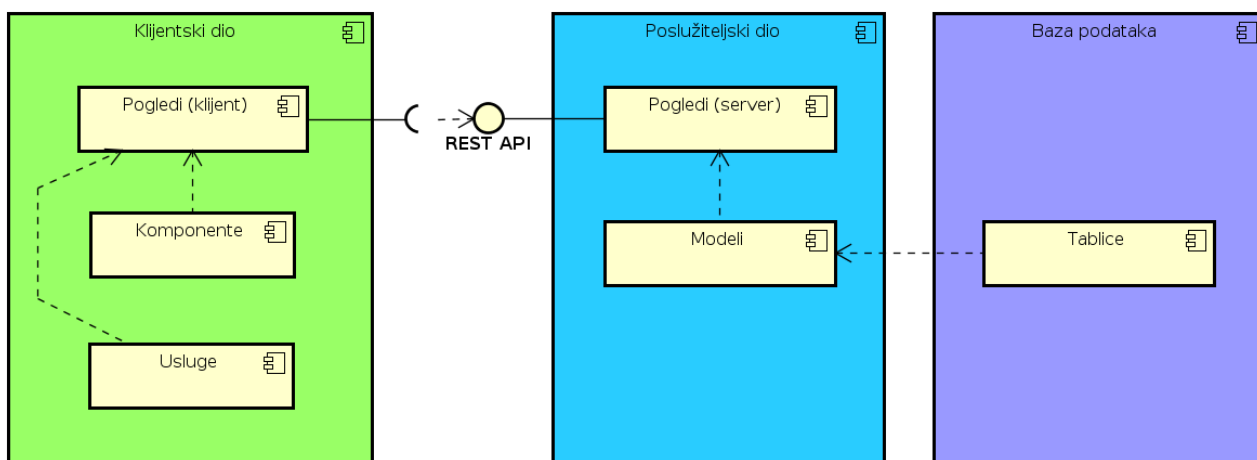 Klijentski dio
Poslužiteljski dio
Baza podataka
Pogledi (klijent)
REST API
Pogledi (server)
Komponente
Modeli
Tablice
Usluge